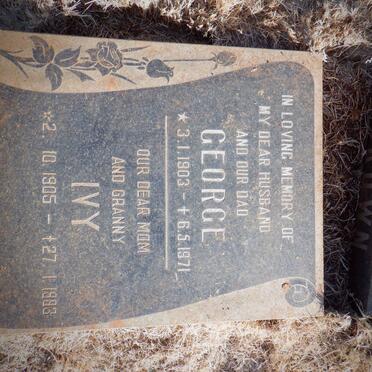 IN LOVING MEMORY OF
MY DEAR HUSBAND
AND OUR DAD
GEORGE
★ 3.1.1903 – + 6.5.1971
OUR DEAR MOM
AND GRANNY
IVY
★ 2.10.1905 – + 27.1.1993